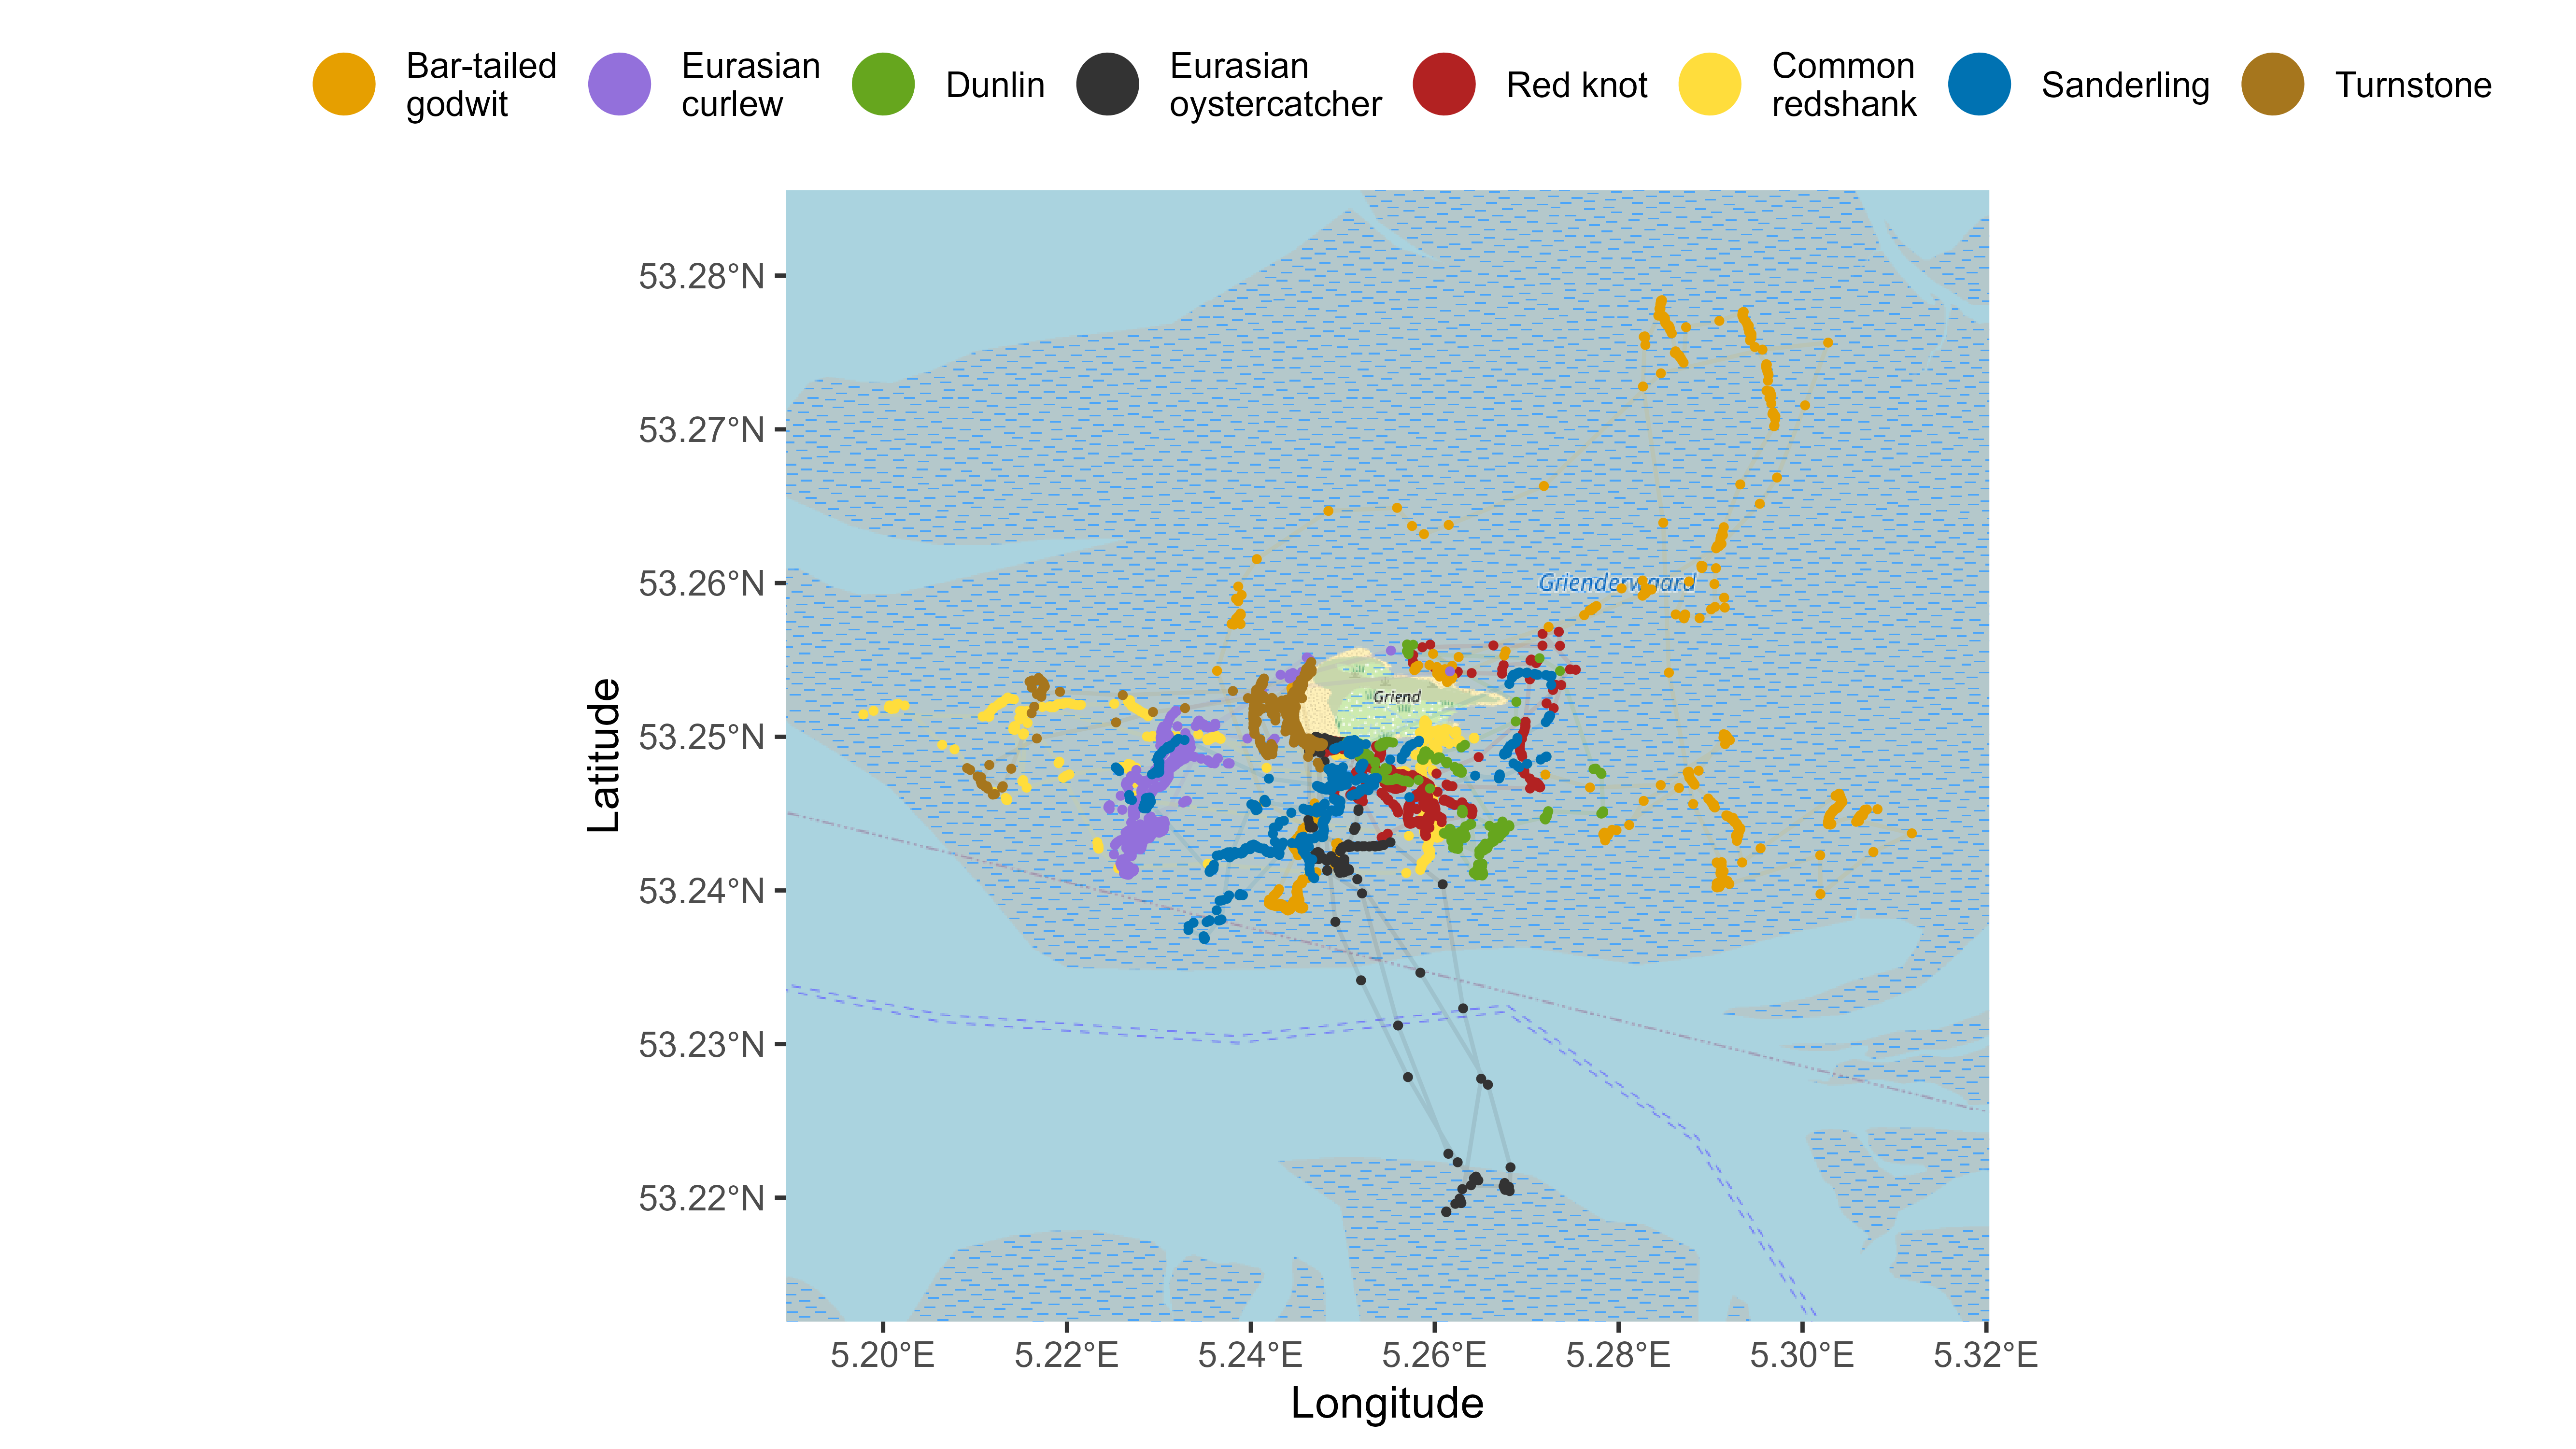 Bar-tailed
godwit
Eurasian
curlew
Dunlin
Eurasian
oystercatcher
Red knot
Common
redshank
Sanderling
Turnstone
53.28°N
53.27°N
53.26°N
53.25°N
53.24°N
53.23°N
53.22°N
Latitude
Grienderwaard
Griend
5.20°E
5.22°E
5.24°E
5.26°E
5.28°E
5.30°E
5.32°E
Longitude